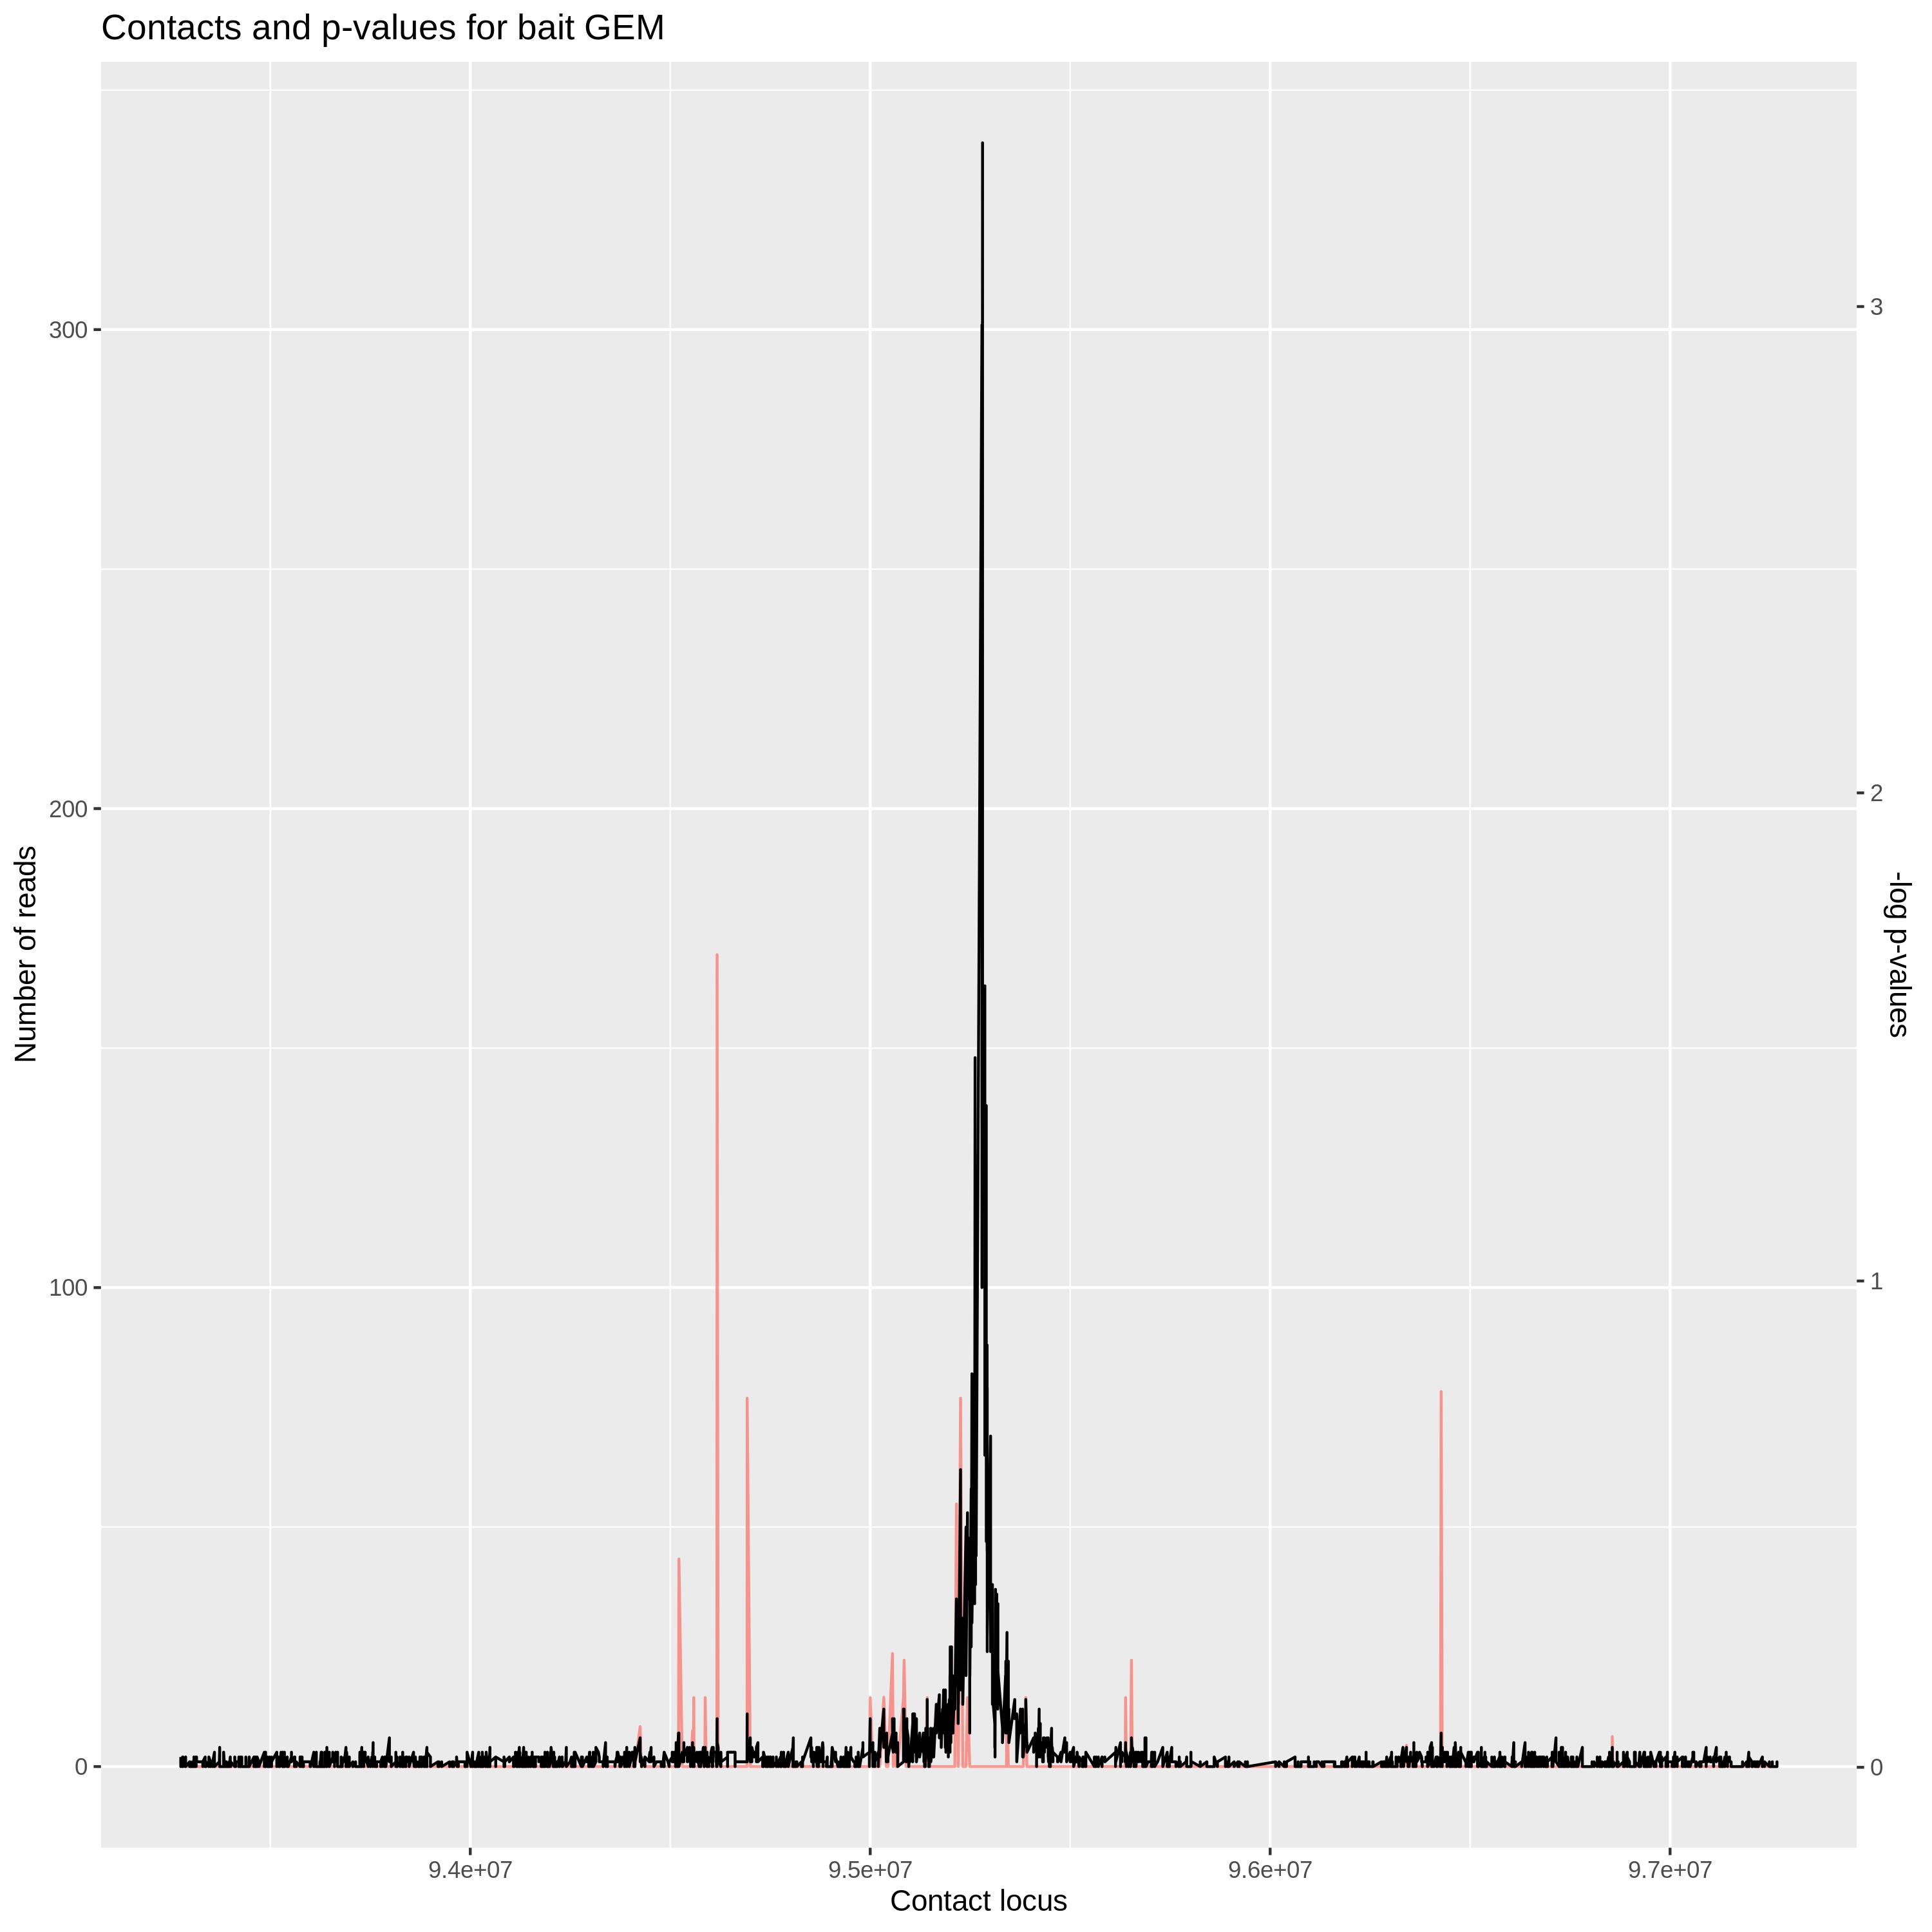 Contacts and p-values for bait GEM
Number of reads
300
200
100
0
3
2
1
0
-log p-values
9.4e+07
9.5e+07
9.6e+07
9.7e+07
Contact locus